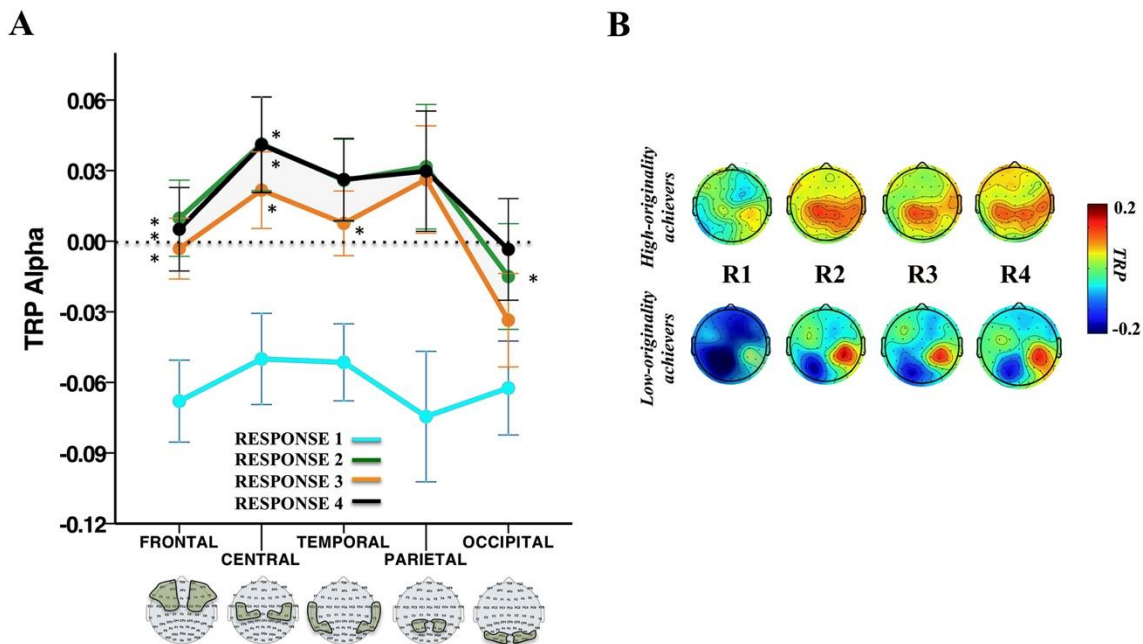 A
B
TRP Alpha
0.06
0.03
0.00
-0.03
-0.06
-0.09
-0.12
*
*
*
*
*
*
*
*
RESPONSE 1
RESPONSE 2
RESPONSE 3
RESPONSE 4
FRONTAL
CENTRAL
TEMPORAL
PARIETAL
OCCIPITAL
High-originality
achievers
R1 R2 R3 R4
Low-originality
achievers
0.2
TRP
-0.2